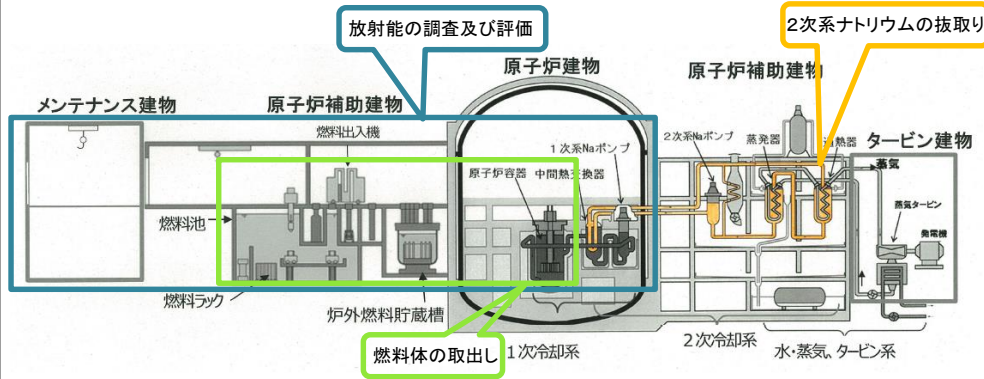 放射能の調査及び評価
2次系ナトリウムの抜取り
原子炉建物
原子炉補助建物
メンテナンス建物
原子炉補助建物
燃料出入機
2次系Naポンプ
蒸発器
過熱器
タービン建物
1次系Naポンプ
蒸気
原子炉容器
中間熱交換器
蒸気タービン
燃料池
発電機
燃料ラック
炉外燃料貯蔵槽
燃料体の取出し
1次冷却系
2次冷却系
水・蒸気、タービン系